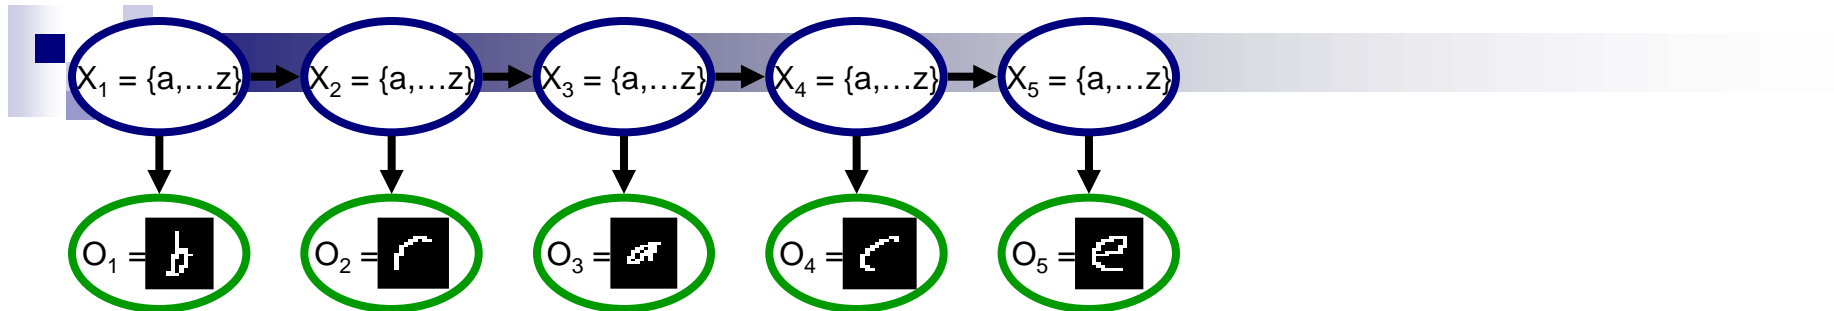 X₁ = {a,…z} X₂ = {a,…z} X₃ = {a,…z} X₄ = {a,…z} X₅ = {a,…z}
O₁ = b O₂ = r O₃ = a O₄ = c O₅ = e